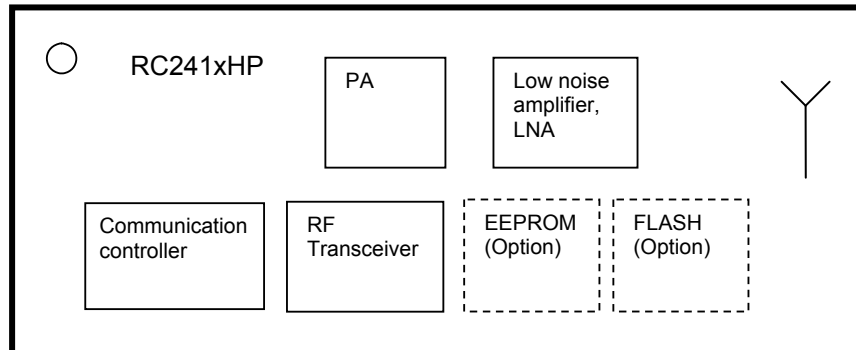 RC241xHP
PA
Low noise
amplifier,
LNA
Communication
controller
RF
Transceiver
EEPROM
(Option)
FLASH
(Option)